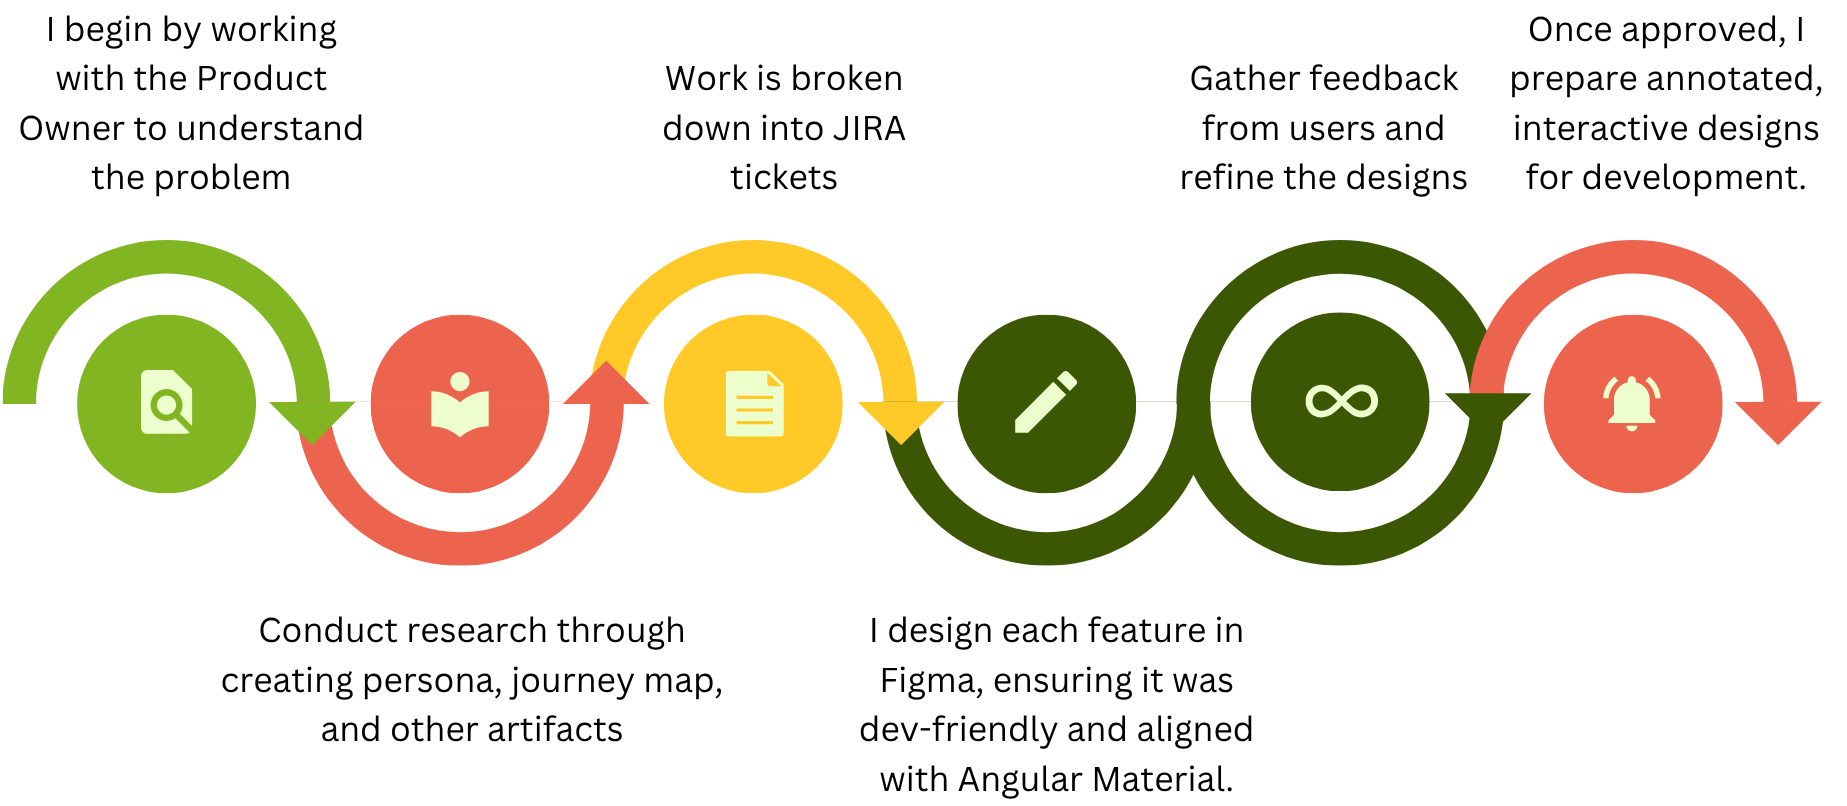 I begin by working
with the Product
Owner to understand
the problem
Conduct research through
creating persona, journey map,
and other artifacts
Work is broken
down into JIRA
tickets
I design each feature in
Figma, ensuring it was
dev-friendly and aligned
with Angular Material.
Gather feedback
from users and
refine the designs
Once approved, I
prepare annotated,
interactive designs
for development.